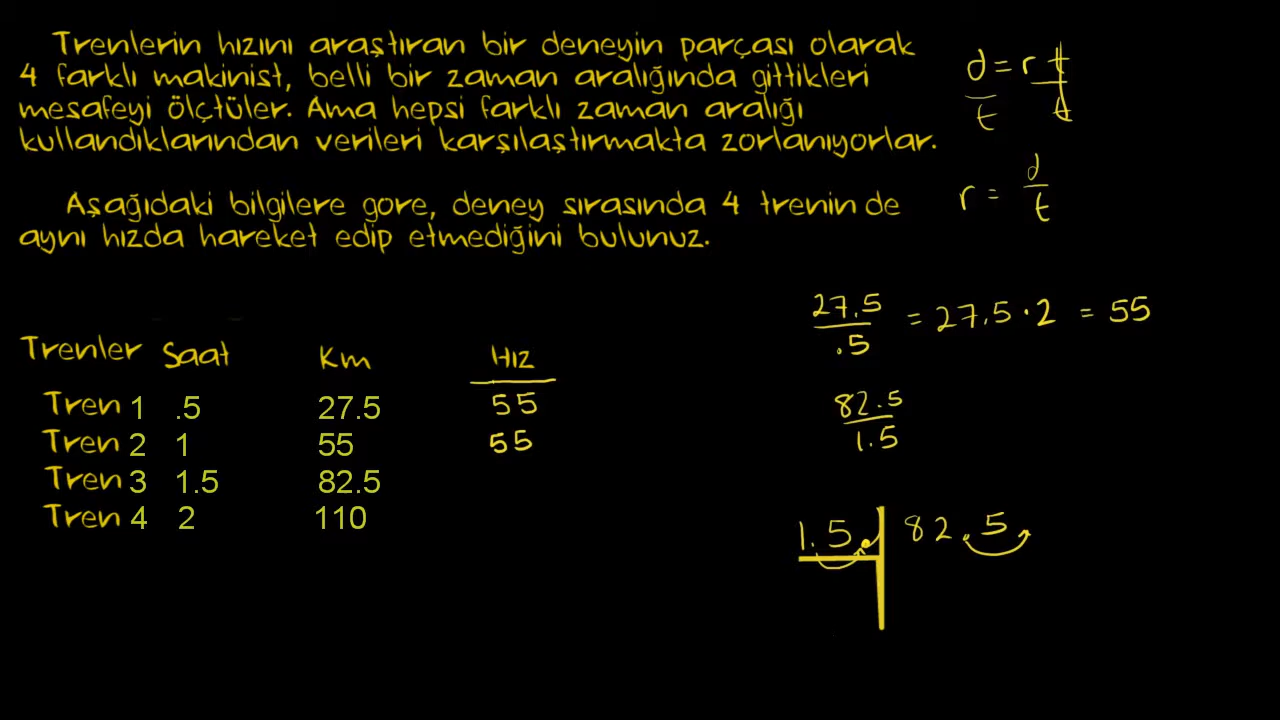 Trenlerin hızını araştıran bir deneyin parçası olarak
4 farklı makinist, belli bir zaman aralığında gittikleri
mesafeyi ölçtüler. Ama hepsi farklı zaman aralığı
kullandıklarından verileri karşılaştırmakta zorlanıyorlar.
Aşağıdaki bilgilere gore, deney sırasında 4 trenin de
aynı hızda hareket edip etmediğini bulunuz.
d = r t
t t
r = d/t
Trenler Saat Km Hız
Tren 1 .5 27.5 55
Tren 2 1 55 55
Tren 3 1.5 82.5
Tren 4 2 110
27.5/.5 = 27.5 · 2 = 55
82.5/1.5
1.5. 82.5